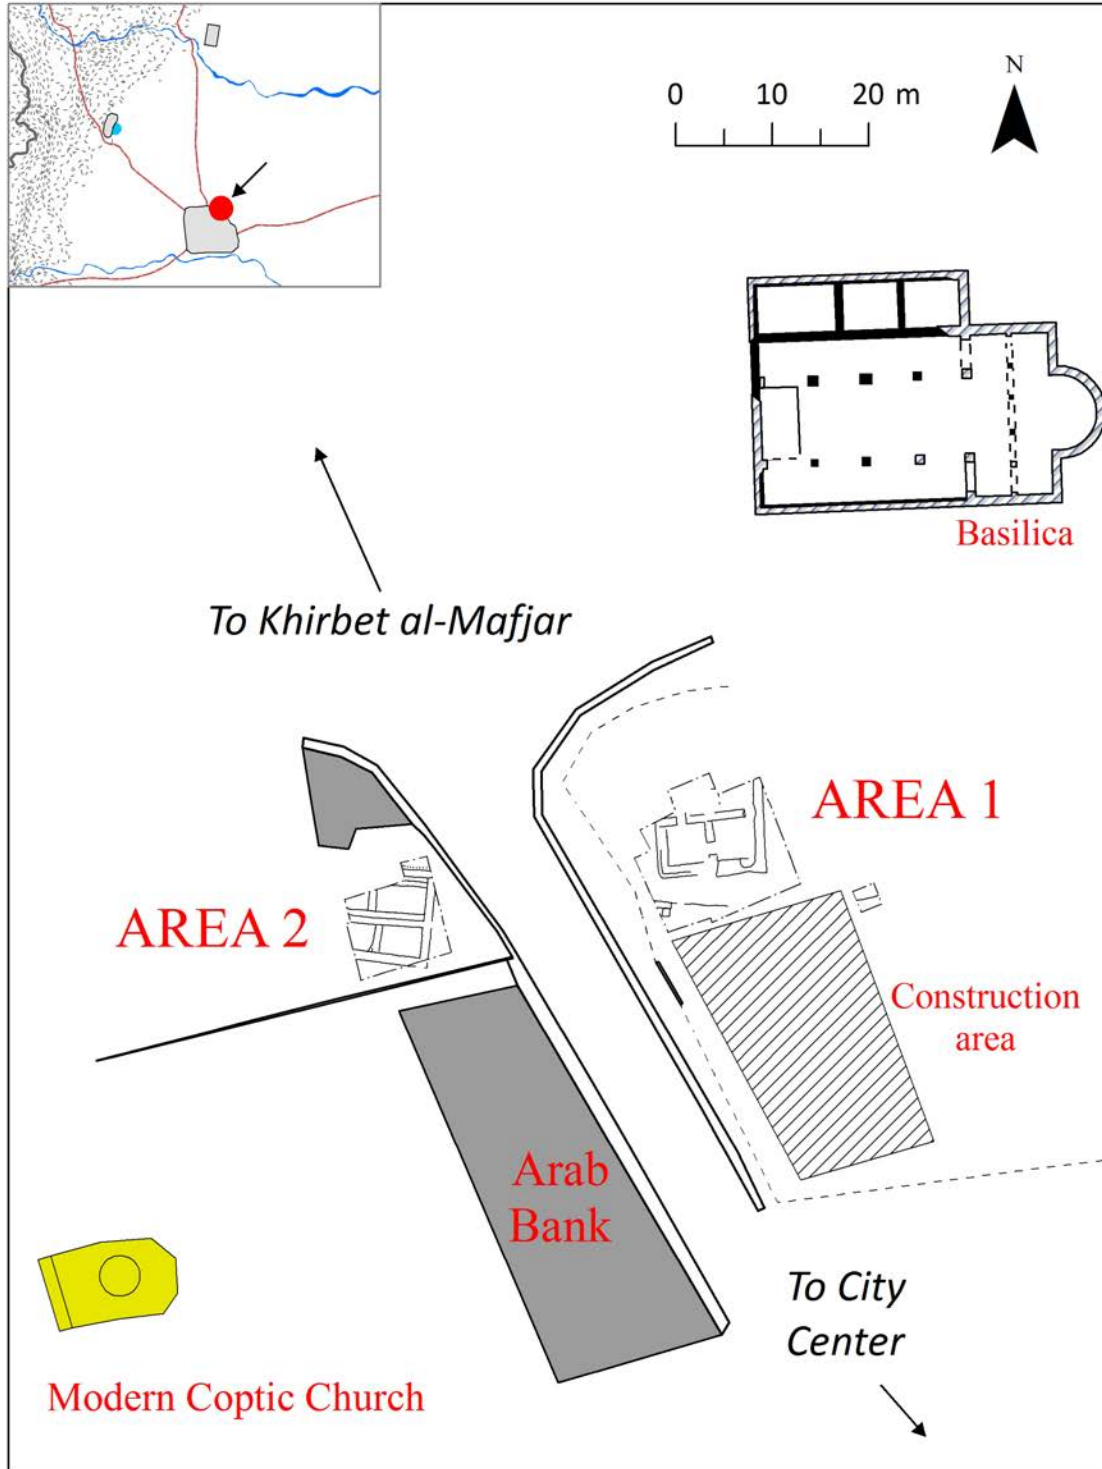 N
0 10 20 m
Basilica
To Khirbet al-Mafjar
AREA 1
AREA 2
Construction
area
Arab
Bank
To City
Center
Modern Coptic Church